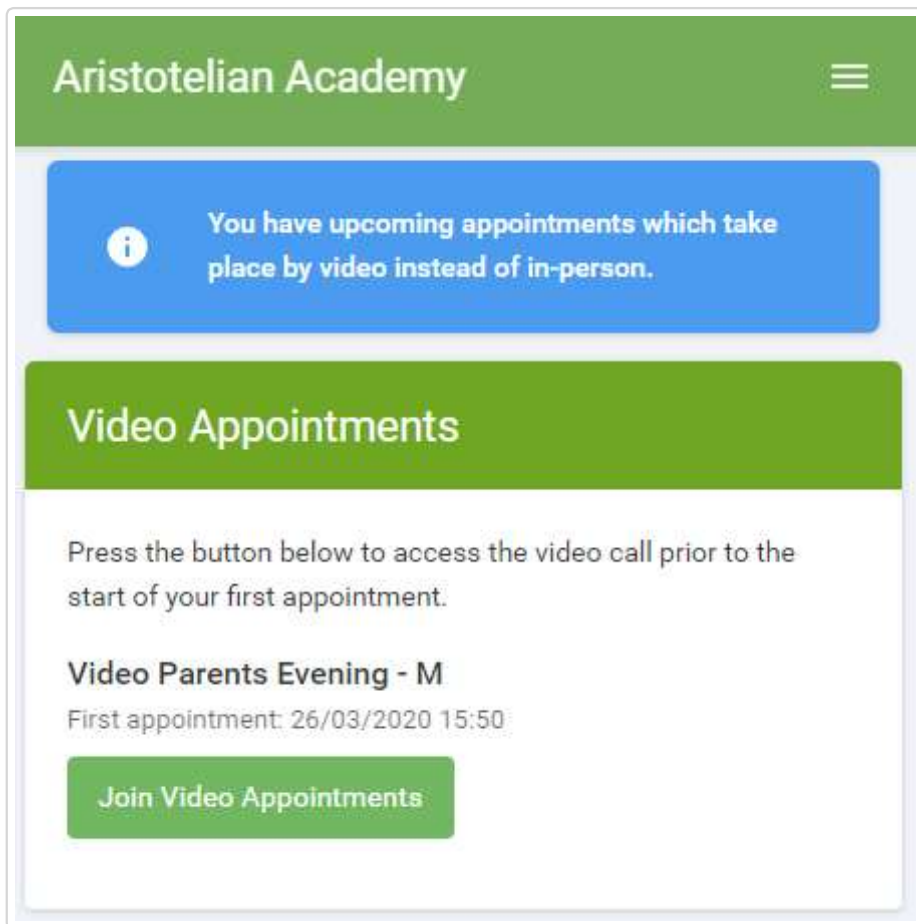 Aristotelian Academy
You have upcoming appointments which take
place by video instead of in-person.
Video Appointments
Press the button below to access the video call prior to the
start of your first appointment.
Video Parents Evening - M
First appointment: 26/03/2020 15:50
Join Video Appointments